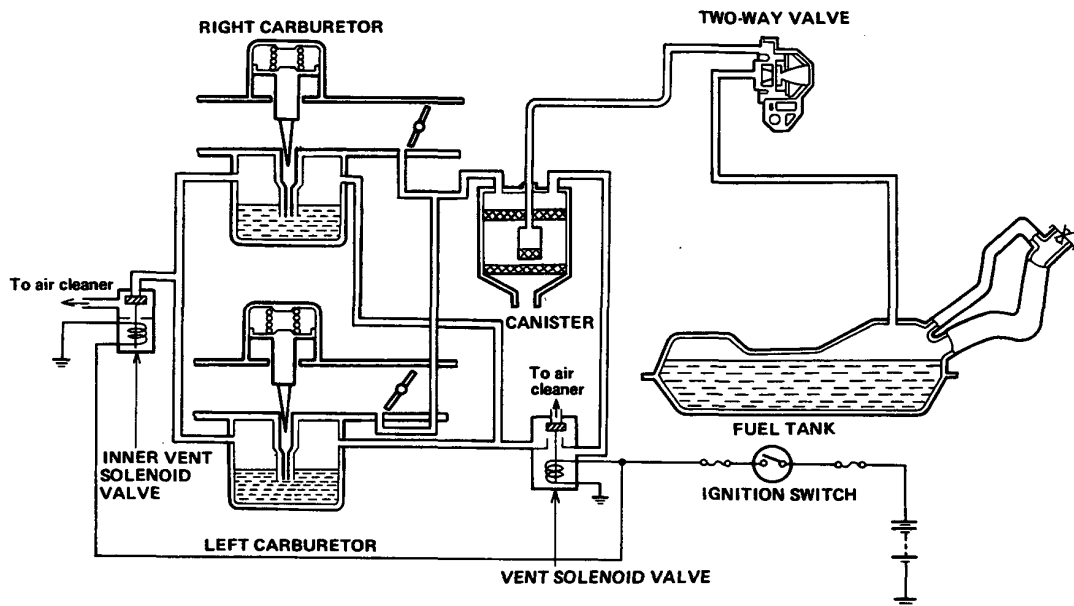 TWO-WAY VALVE
RIGHT CARBURETOR
To air cleaner
CANISTER
To air
cleaner
FUEL TANK
INNER VENT
SOLENOID
VALVE
IGNITION SWITCH
LEFT CARBURETOR
VENT SOLENOID VALVE